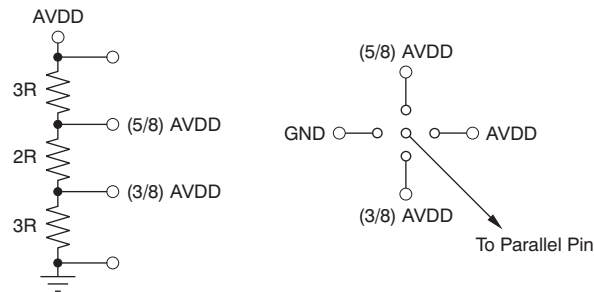 AVDD
3R
(5/8) AVDD
2R
(3/8) AVDD
3R
(5/8) AVDD
GND
AVDD
(3/8) AVDD
To Parallel Pin